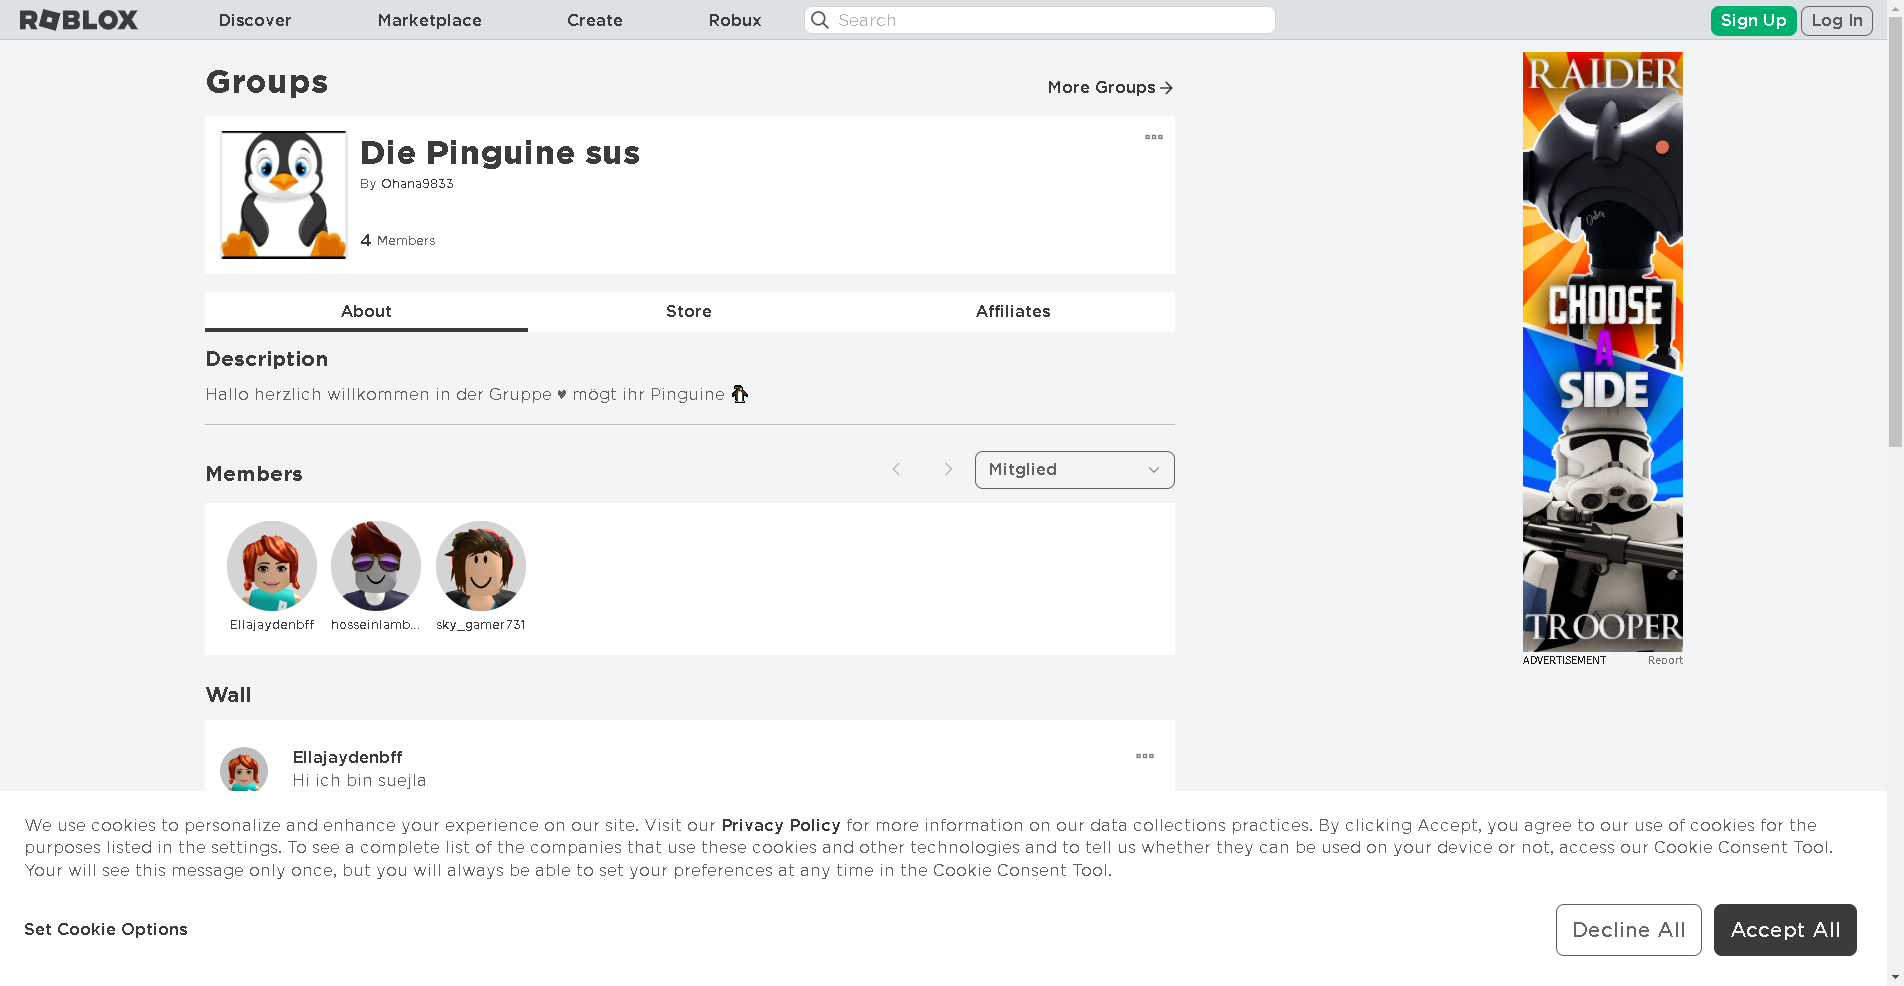 ROBLOX Discover Marketplace Create Robux Search Sign Up Log In
Groups
More Groups
Die Pinguine sus
By Ohana9833
4 Members
About Store Affiliates
Description
Hallo herzlich willkommen in der Gruppe ♥ mögt ihr Pinguine 🐧
Members
Mitglied
Ellajaydenbff hosseinlamb... sky_gamer731
Wall
Ellajaydenbff
Hi ich bin suejla
RAIDER
CHOOSE
A
SIDE
TROOPER
ADVERTISEMENT Report
We use cookies to personalize and enhance your experience on our site. Visit our Privacy Policy for more information on our data collections practices. By clicking Accept, you agree to our use of cookies for the
purposes listed in the settings. To see a complete list of the companies that use these cookies and other technologies and to tell us whether they can be used on your device or not, access our Cookie Consent Tool.
Your will see this message only once, but you will always be able to set your preferences at any time in the Cookie Consent Tool.
Set Cookie Options
Decline All Accept All